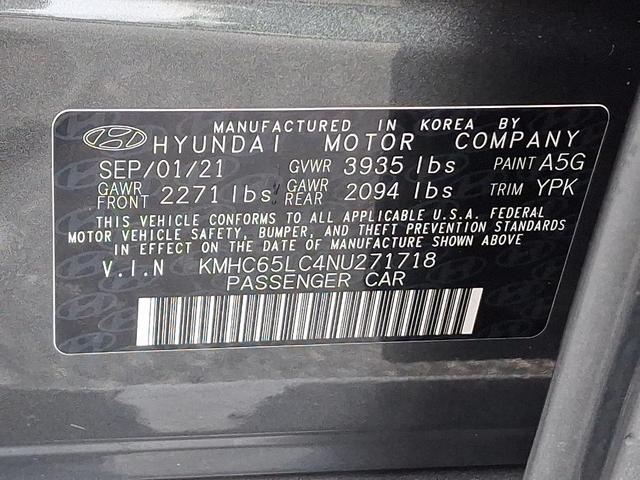 MANUFACTURED IN KOREA BY
HYUNDAI MOTOR COMPANY
SEP/01/21 GVWR 3935 lbs PAINT A5G
GAWR FRONT 2271 lbs GAWR REAR 2094 lbs TRIM YPK
THIS VEHICLE CONFORMS TO ALL APPLICABLE U.S.A. FEDERAL
MOTOR VEHICLE SAFETY, BUMPER, AND THEFT PREVENTION STANDARDS
IN EFFECT ON THE DATE OF MANUFACTURE SHOWN ABOVE
V.I.N KMHC65LC4NU271718
PASSENGER CAR